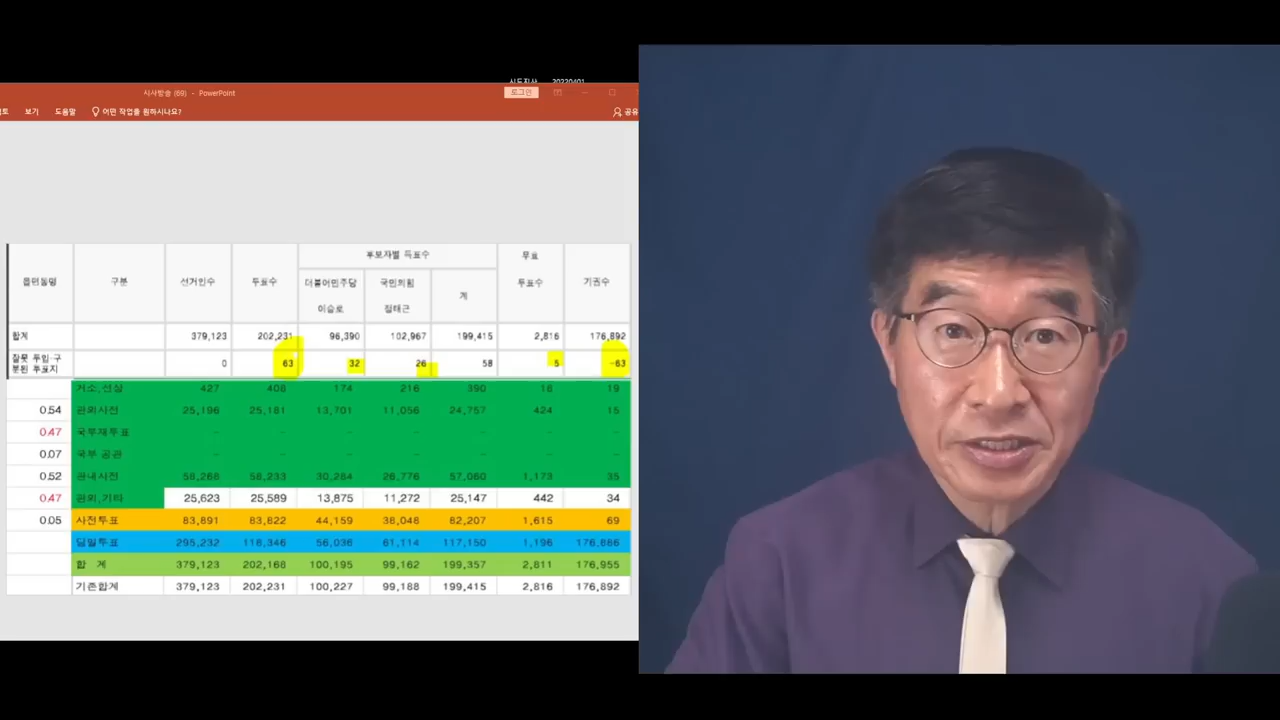 시도지사 20220401
시사방송 (69) - PowerPoint
로그인
보기 도움말 어떤 작업을 원하시나요?
공유
읍면동명 구분 선거인수 투표수 후보자별 득표수 무효 투표수 기권수
더불어민주당 이승로 국민의힘 정태근 계
합계 379,123 202,231 96,390 102,967 199,415 2,816 176,892
잘못 투입·구분된 투표지 0 63 32 26 58 5 -63
거소,선상 427 408 174 216 390 18 19
0.54 관외사전 25,196 25,181 13,701 11,056 24,757 424 15
0.47 국부재투표 - - - - - - -
0.07 국부 공관 - - - - - - -
0.52 관내사전 58,268 58,233 30,284 26,776 57,060 1,173 35
0.47 관외,기타 25,623 25,589 13,875 11,272 25,147 442 34
0.05 사전투표 83,891 83,822 44,159 38,048 82,207 1,615 69
당일투표 295,232 118,346 56,036 61,114 117,150 1,196 176,886
합 계 379,123 202,168 100,195 99,162 199,357 2,811 176,955
기존합계 379,123 202,231 100,227 99,188 199,415 2,816 176,892